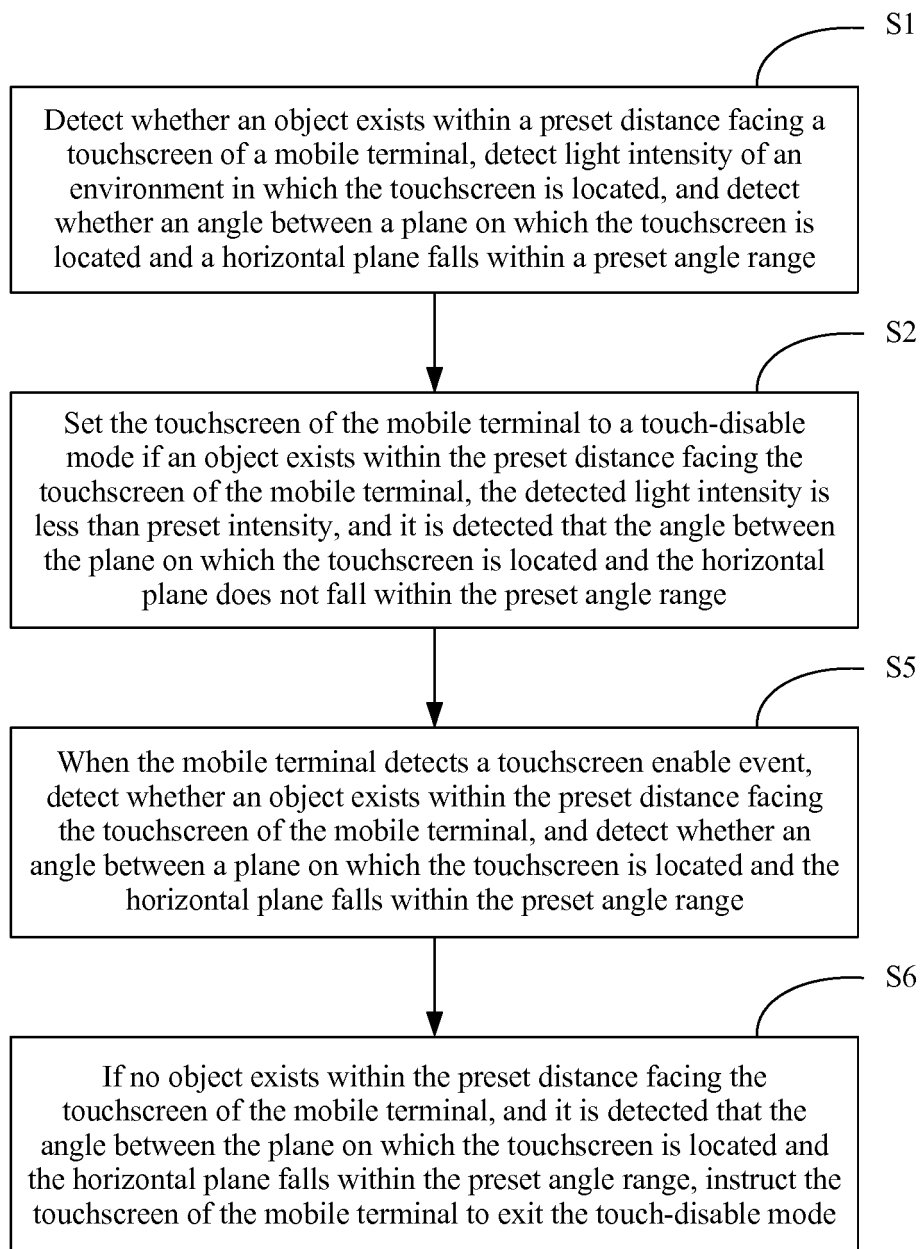 S1
Detect whether an object exists within a preset distance facing a
touchscreen of a mobile terminal, detect light intensity of an
environment in which the touchscreen is located, and detect
whether an angle between a plane on which the touchscreen is
located and a horizontal plane falls within a preset angle range
S2
Set the touchscreen of the mobile terminal to a touch-disable
mode if an object exists within the preset distance facing the
touchscreen of the mobile terminal, the detected light intensity is
less than preset intensity, and it is detected that the angle between
the plane on which the touchscreen is located and the horizontal
plane does not fall within the preset angle range
S5
When the mobile terminal detects a touchscreen enable event,
detect whether an object exists within the preset distance facing
the touchscreen of the mobile terminal, and detect whether an
angle between a plane on which the touchscreen is located and the
horizontal plane falls within the preset angle range
S6
If no object exists within the preset distance facing the
touchscreen of the mobile terminal, and it is detected that the
angle between the plane on which the touchscreen is located and
the horizontal plane falls within the preset angle range, instruct the
touchscreen of the mobile terminal to exit the touch-disable mode